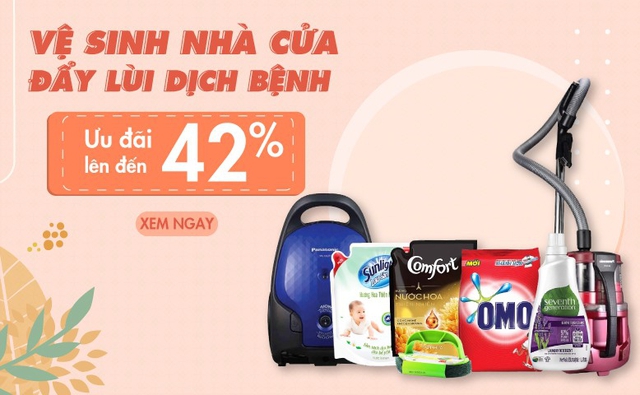 VỆ SINH NHÀ CỬA
ĐẨY LÙI DỊCH BỆNH
Ưu đãi
lên đến
42%
XEM NGAY
Panasonic
Sunlight
Comfort
NƯỚC HOA
MỚI
OMO
seventh
generation